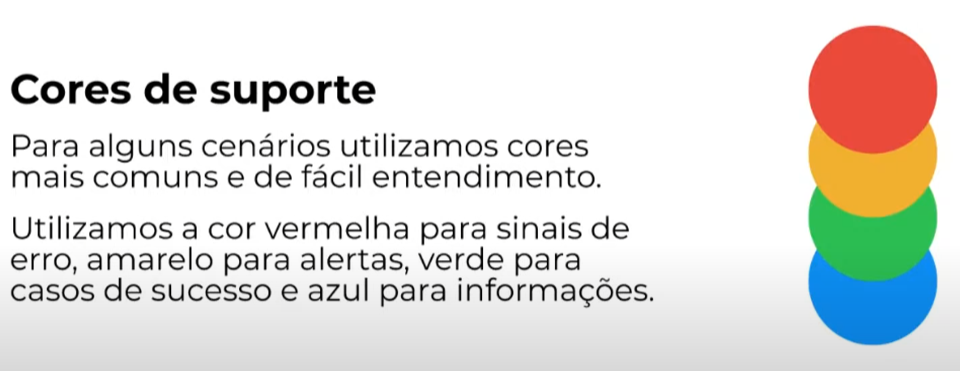 Cores de suporte
Para alguns cenários utilizamos cores
mais comuns e de fácil entendimento.
Utilizamos a cor vermelha para sinais de
erro, amarelo para alertas, verde para
casos de sucesso e azul para informações.